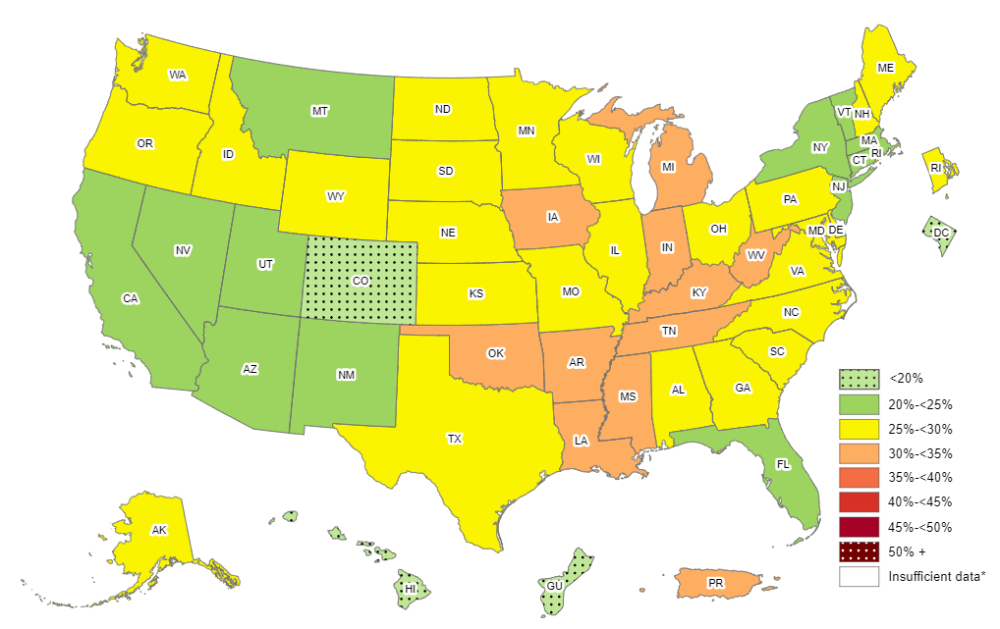 ME
WA
VT
NH
MT
ND
MN
OR
MA
NY
RI
ID
WI
CT
SD
MI
RI
NJ
WY
PA
IA
NE
OH
MD
DE
DC
NV
IL
IN
WV
UT
VA
CO
KS
MO
KY
CA
NC
TN
OK
SC
AZ
NM
AR
AL
GA
MS
<20%
20%-<25%
25%-<30%
TX
LA
30%-<35%
FL
35%-<40%
40%-<45%
AK
45%-<50%
50% +
Insufficient data*
HI
GU
PR